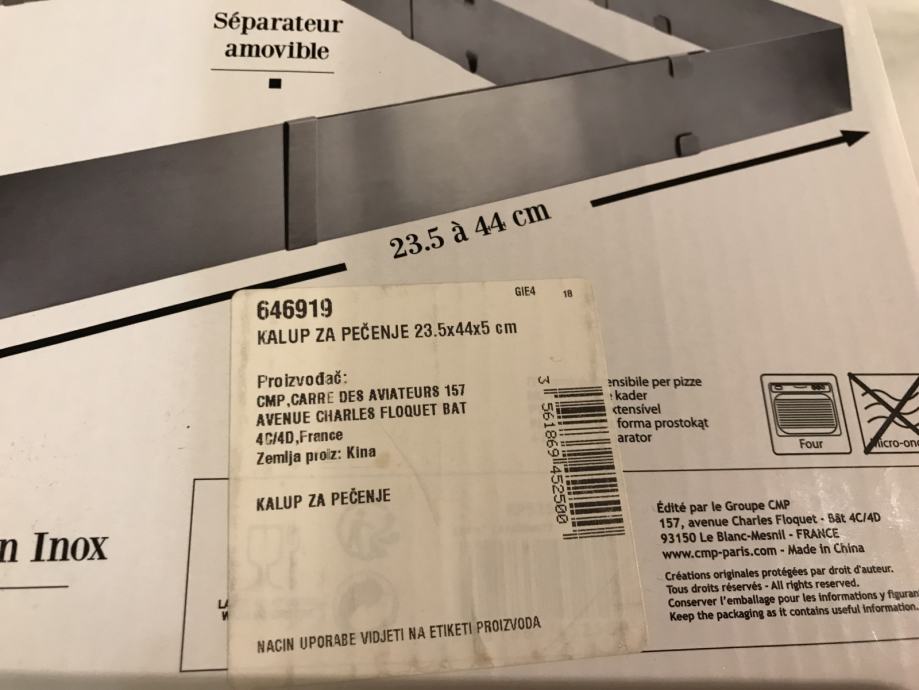 Séparateur
amovible
23.5 à 44 cm
646919
GIE4 18
KALUP ZA PEČENJE 23.5x44x5 cm
Proizvođač:
CMP,CARRE DES AVIATEURS 157
AVENUE CHARLES FLOQUET BAT
4C/4D,France
Zemlja proiz: Kina
KALUP ZA PEČENJE
NACIN UPORABE VIDJETI NA ETIKETI PROIZVODA
3 561869 452500
ensibile per pizze
kader
xtensível
forma prostokąt
arator
Four
Micro-ond
n Inox
Édité par le Groupe CMP
157, avenue Charles Floquet - Bât 4C/4D
93150 Le Blanc-Mesnil - FRANCE
www.cmp-paris.com - Made in China
Créations originales protégées par droit d'auteur.
Tous droits réservés - All rights reserved.
Conserver l'emballage pour les informations y figuran
Keep the packaging as it contains useful information.